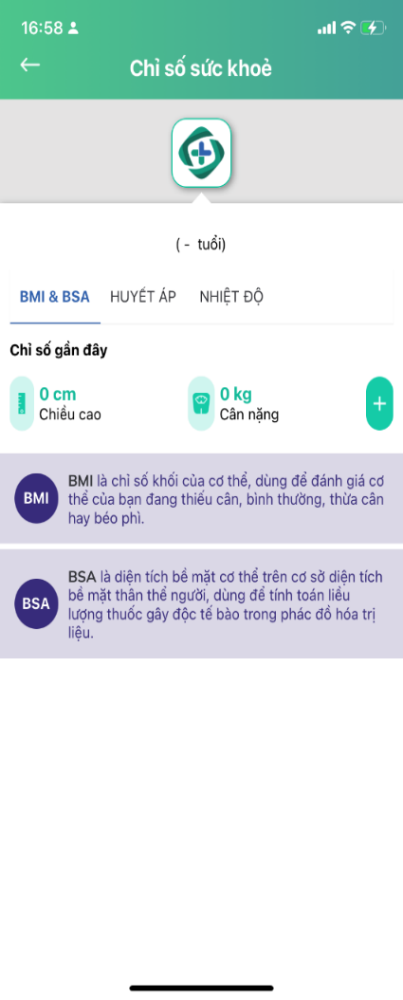 16:58
Chỉ số sức khoẻ
( -  tuổi)
BMI & BSA HUYẾT ÁP NHIỆT ĐỘ
Chỉ số gần đây
0 cm
Chiều cao
0 kg
Cân nặng
+
BMI
BMI là chỉ số khối của cơ thể, dùng để đánh giá cơ
thể của bạn đang thiếu cân, bình thường, thừa cân
hay béo phì.
BSA
BSA là diện tích bề mặt cơ thể trên cơ sở diện tích
bề mặt thân thể người, dùng để tính toán liều
lượng thuốc gây độc tế bào trong phác đồ hóa trị
liệu.